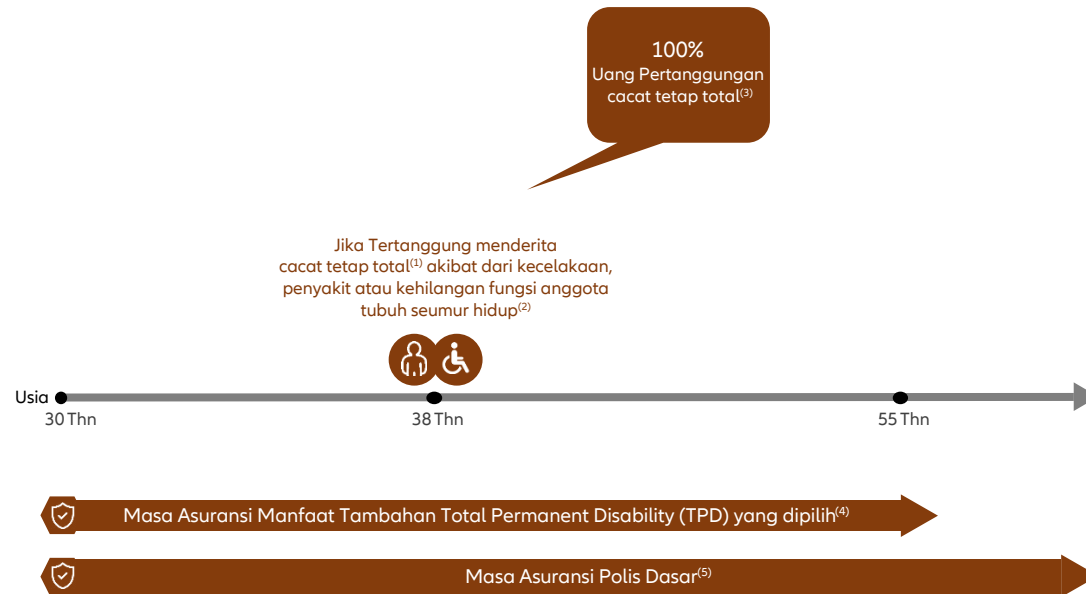 100%
Uang Pertanggungan
cacat tetap total(3)
Jika Tertanggung menderita
cacat tetap total(1) akibat dari kecelakaan,
penyakit atau kehilangan fungsi anggota
tubuh seumur hidup(2)
Usia
30 Thn
38 Thn
55 Thn
Masa Asuransi Manfaat Tambahan Total Permanent Disability (TPD) yang dipilih(4)
Masa Asuransi Polis Dasar(5)